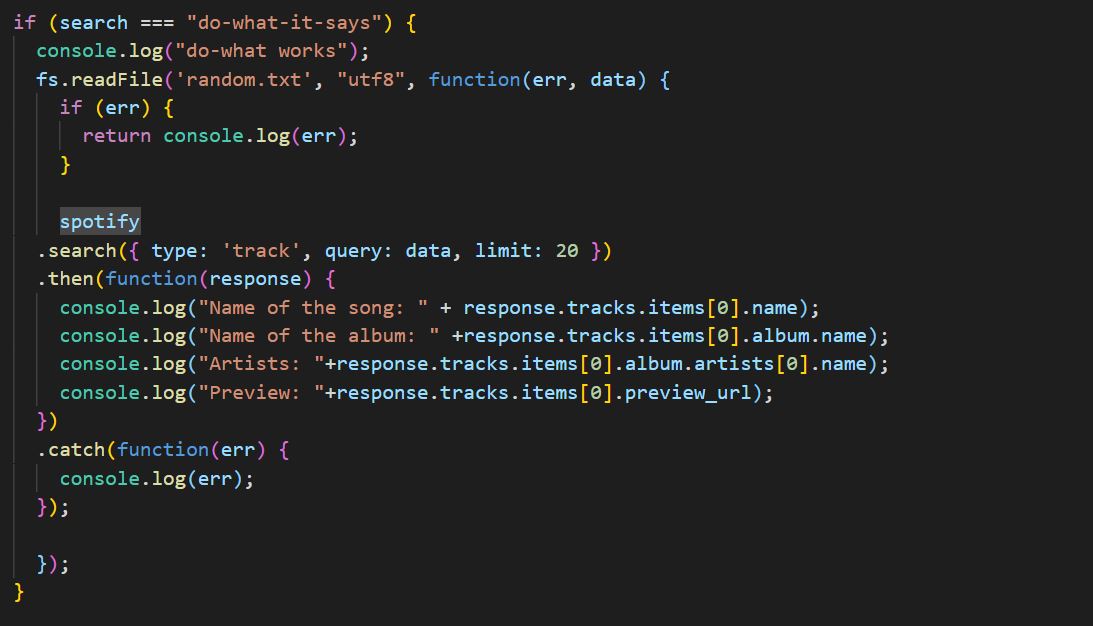 if (search === "do-what-it-says") {
  console.log("do-what works");
  fs.readFile('random.txt', "utf8", function(err, data) {
    if (err) {
      return console.log(err);
    }

    spotify
  .search({ type: 'track', query: data, limit: 20 })
  .then(function(response) {
    console.log("Name of the song: " + response.tracks.items[0].name);
    console.log("Name of the album: " +response.tracks.items[0].album.name);
    console.log("Artists: "+response.tracks.items[0].album.artists[0].name);
    console.log("Preview: "+response.tracks.items[0].preview_url);
  })
  .catch(function(err) {
    console.log(err);
  });

  });
}